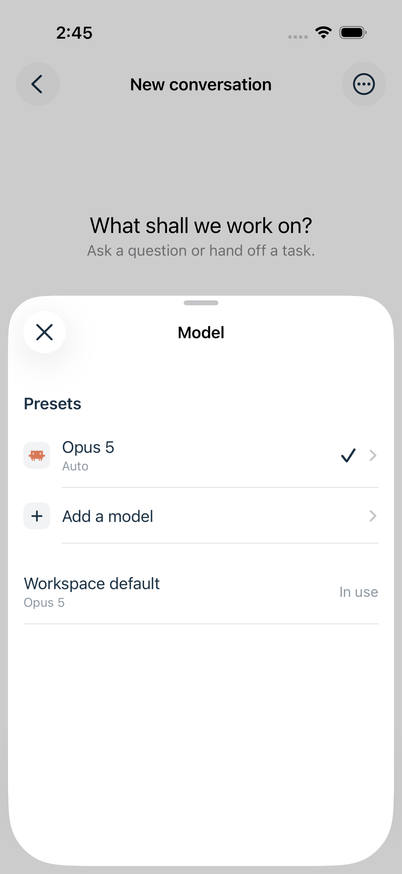 2:45
New conversation
What shall we work on?
Ask a question or hand off a task.
Model
Presets
Opus 5
Auto
Add a model
Workspace default
Opus 5
In use